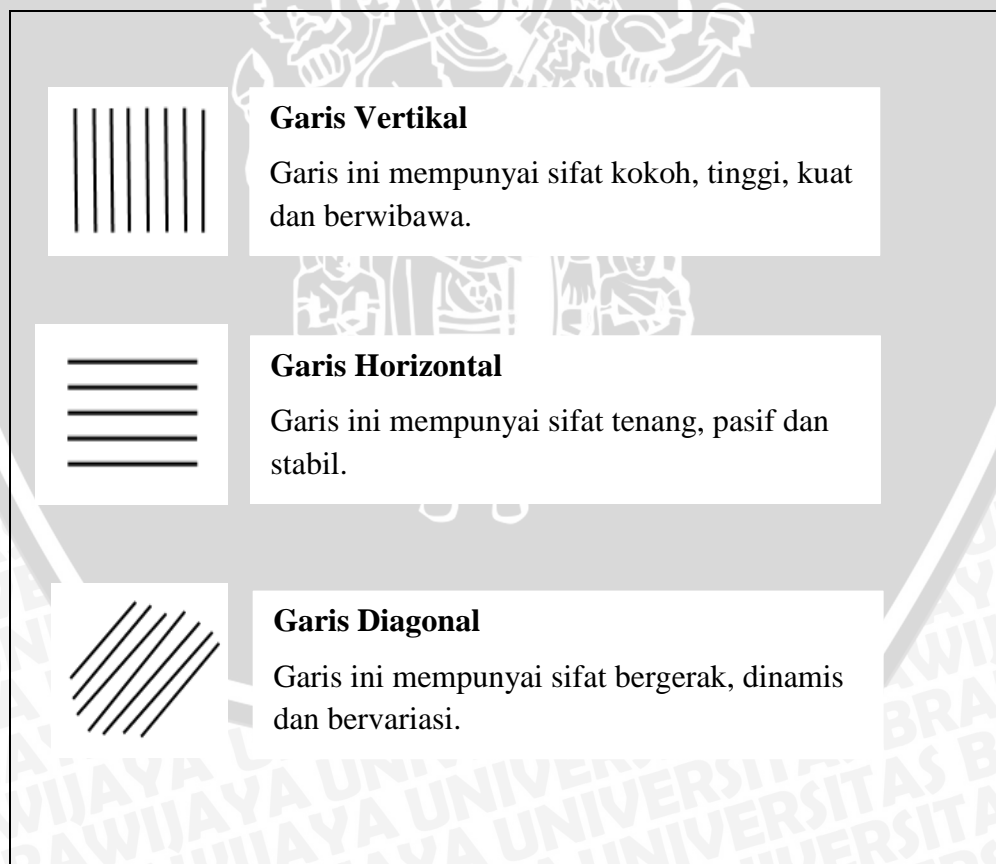 Garis Vertikal
Garis ini mempunyai sifat kokoh, tinggi, kuat
dan berwibawa.
Garis Horizontal
Garis ini mempunyai sifat tenang, pasif dan
stabil.
Garis Diagonal
Garis ini mempunyai sifat bergerak, dinamis
dan bervariasi.